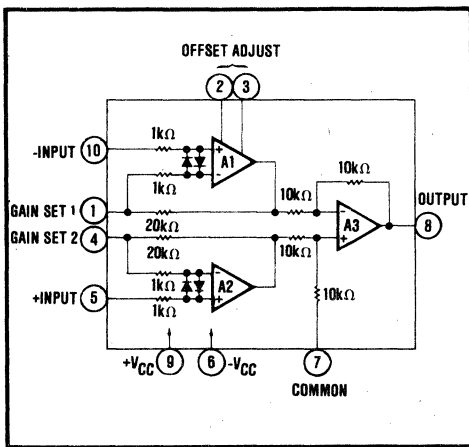 OFFSET ADJUST
2 3
1kΩ
-INPUT 10
+
A1
-
1kΩ
10kΩ
10kΩ
OUTPUT
GAIN SET 1 1
-
A3
8
20kΩ
GAIN SET 2 4
20kΩ
10kΩ
+
-
1kΩ
A2
+INPUT 5
+
1kΩ
10kΩ
+VCC 9
6 -VCC
7
COMMON